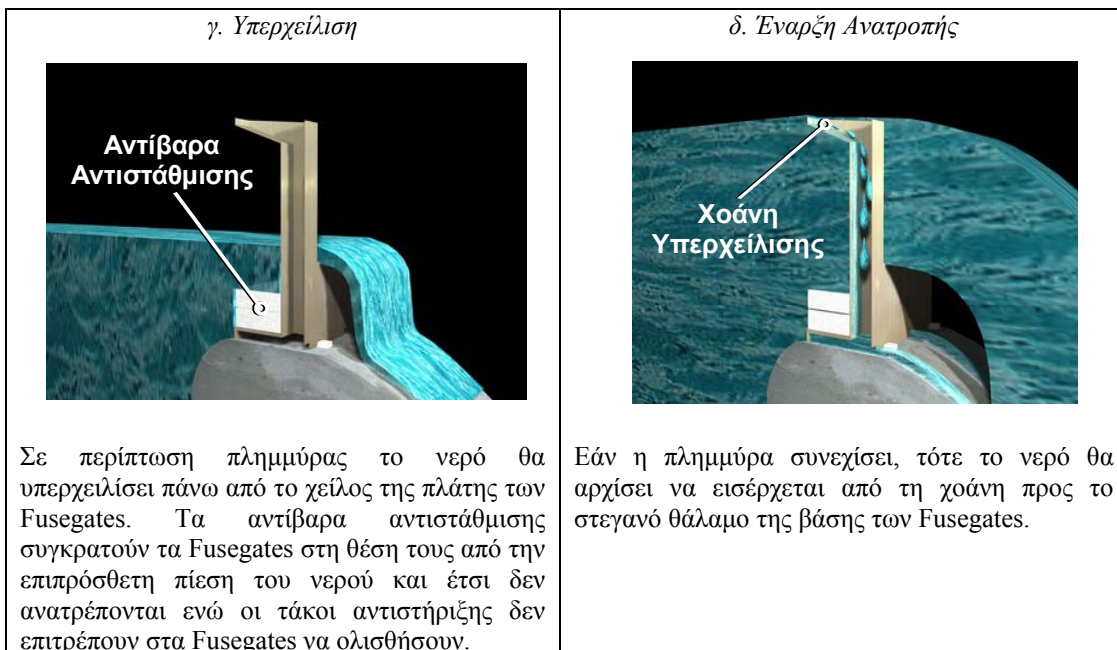 γ. Υπερχείλιση
Αντίβαρα
Αντιστάθμισης
Σε περίπτωση πλημμύρας το νερό θα
υπερχειλίσει πάνω από το χείλος της πλάτης των
Fusegates. Τα αντίβαρα αντιστάθμισης
συγκρατούν τα Fusegates στη θέση τους από την
επιπρόσθετη πίεση του νερού και έτσι δεν
ανατρέπονται ενώ οι τάκοι αντιστήριξης δεν
επιτρέπουν στα Fusegates να ολισθήσουν.
δ. Έναρξη Ανατροπής
Χοάνη
Υπερχείλισης
Εάν η πλημμύρα συνεχίσει, τότε το νερό θα
αρχίσει να εισέρχεται από τη χοάνη προς το
στεγανό θάλαμο της βάσης των Fusegates.